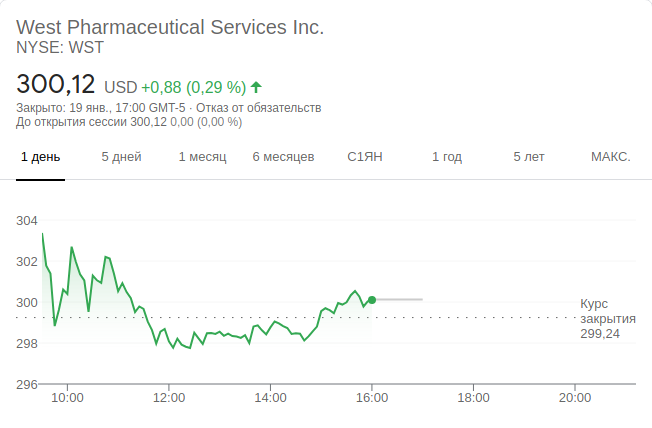 West Pharmaceutical Services Inc.
NYSE: WST
300,12 USD +0,88 (0,29 %)
Закрыто: 19 янв., 17:00 GMT-5 · Отказ от обязательств
До открытия сессии 300,12 0,00 (0,00 %)
1 день 5 дней 1 месяц 6 месяцев С1ЯН 1 год 5 лет МАКС.
304
302
300
298
296
Курс
закрытия
299,24
10:00 12:00 14:00 16:00 18:00 20:00